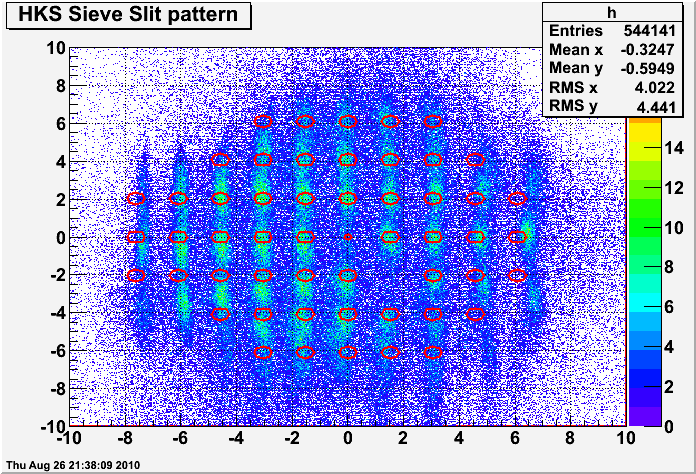 HKS Sieve Slit pattern
h
Entries 544141
Mean x -0.3247
Mean y -0.5949
RMS x 4.022
RMS y 4.441
10
8
6
4
2
0
-2
-4
-6
-8
-10
-10 -8 -6 -4 -2 0 2 4 6 8 10
14
12
10
8
6
4
2
0
Thu Aug 26 21:38:09 2010